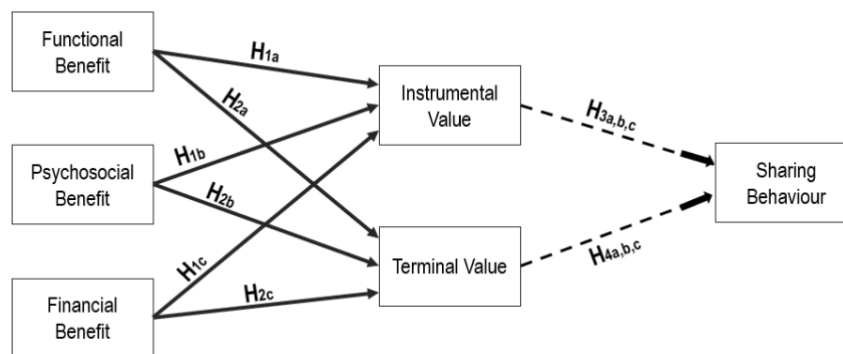 Functional
Benefit
H1a
H2a
Instrumental
Value
H3a,b,c
Psychosocial
Benefit
H1b
H2b
Sharing
Behaviour
H1c
Terminal Value
H4a,b,c
Financial
Benefit
H2c